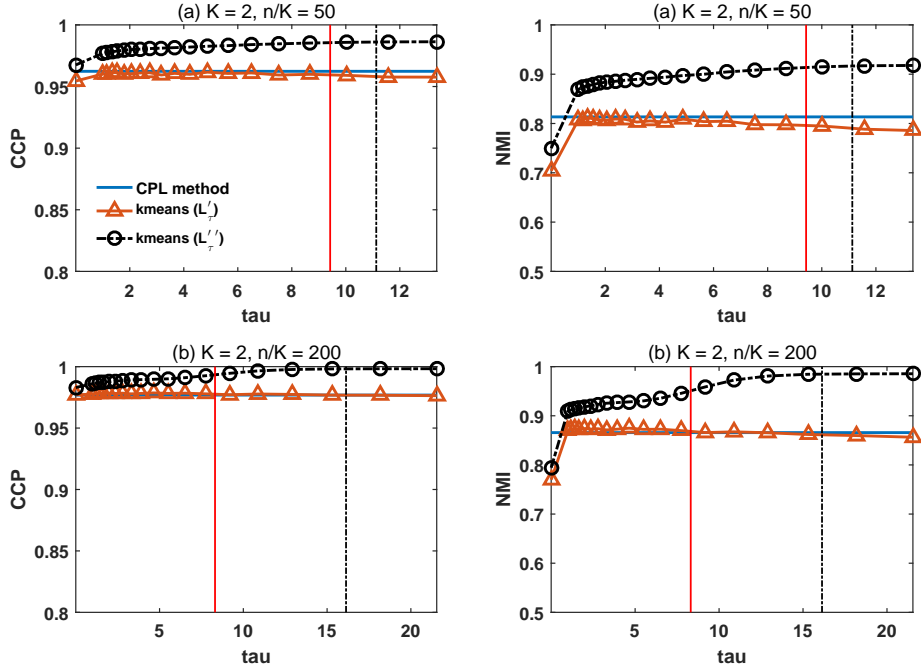 (a) K = 2, n/K = 50
1
0.95
0.9
0.85
0.8
CCP
CPL method
kmeans (L'τ)
kmeans (L''τ)
2 4 6 8 10 12
tau
(a) K = 2, n/K = 50
1
0.9
0.8
0.7
0.6
0.5
NMI
2 4 6 8 10 12
tau
(b) K = 2, n/K = 200
1
0.95
0.9
0.85
0.8
CCP
5 10 15 20
tau
(b) K = 2, n/K = 200
1
0.9
0.8
0.7
0.6
0.5
NMI
5 10 15 20
tau